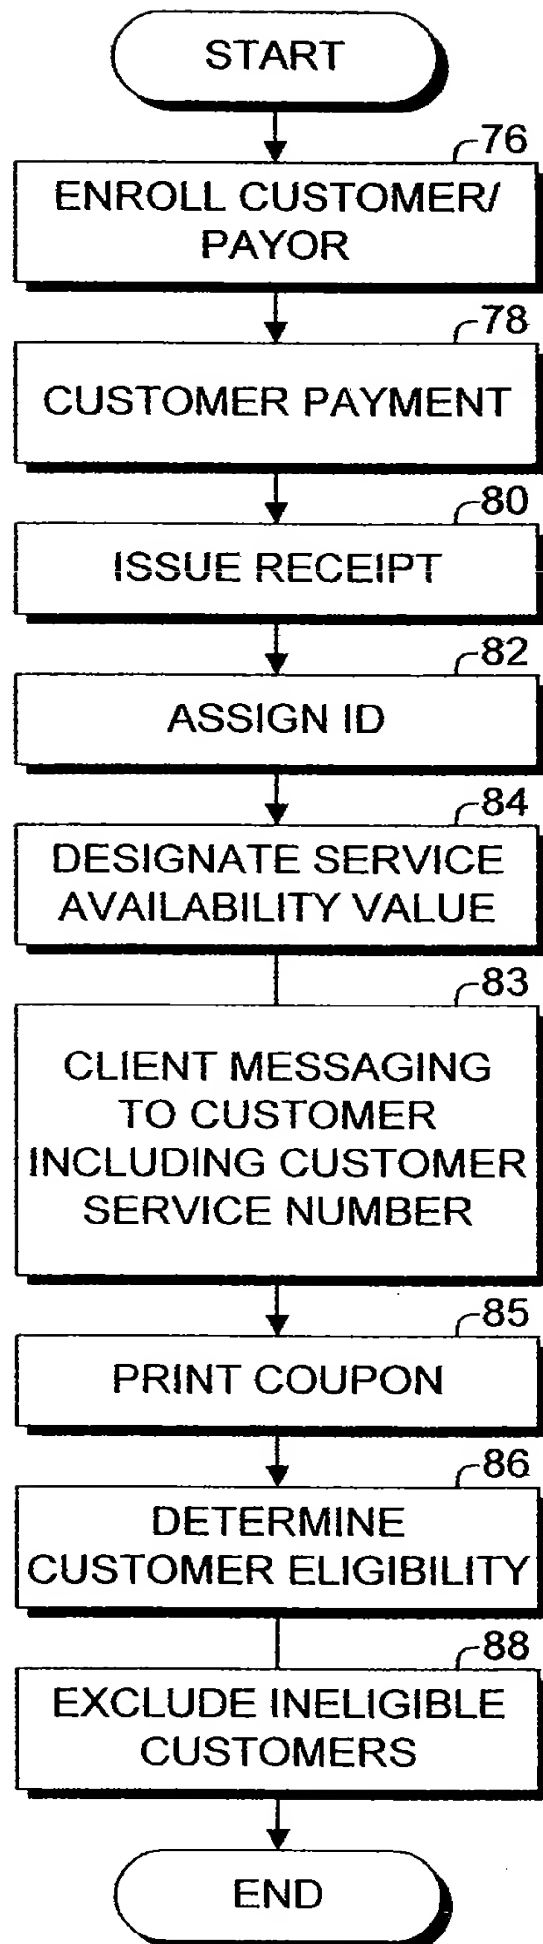 START
76
ENROLL CUSTOMER/
PAYOR
78
CUSTOMER PAYMENT
80
ISSUE RECEIPT
82
ASSIGN ID
84
DESIGNATE SERVICE
AVAILABILITY VALUE
83
CLIENT MESSAGING
TO CUSTOMER
INCLUDING CUSTOMER
SERVICE NUMBER
85
PRINT COUPON
86
DETERMINE
CUSTOMER ELIGIBILITY
88
EXCLUDE INELIGIBLE
CUSTOMERS
END